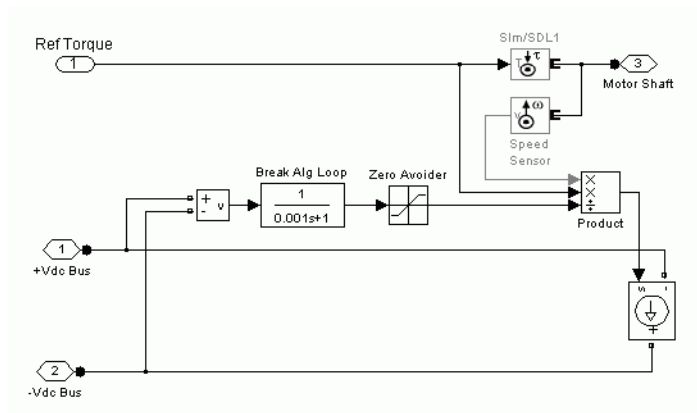 Ref Torque
1
Slm/SDL1
T
τ
3
Motor Shaft
v
ω
Speed
Sensor
Break Alg Loop
1
0.001s+1
Zero Avoider
+
-
v
×
×
÷
Product
1
+Vdc Bus
s
-
+
2
-Vdc Bus